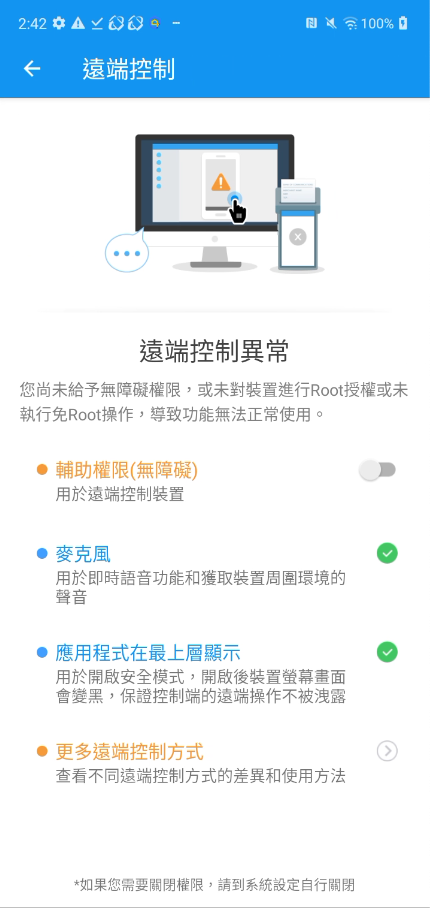 2:42
100%
遠端控制
遠端控制異常
您尚未給予無障礙權限，或未對裝置進行Root授權或未
執行免Root操作，導致功能無法正常使用。
輔助權限(無障礙)
用於遠端控制裝置
麥克風
用於即時語音功能和獲取裝置周圍環境的
聲音
應用程式在最上層顯示
用於開啟安全模式，開啟後裝置螢幕畫面
會變黑，保證控制端的遠端操作不被洩露
更多遠端控制方式
查看不同遠端控制方式的差異和使用方法
*如果您需要關閉權限，請到系統設定自行關閉